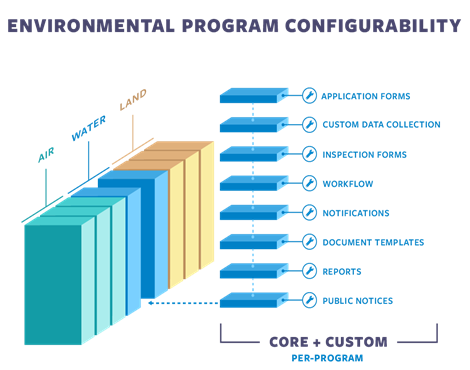 ENVIRONMENTAL PROGRAM CONFIGURABILITY
AIR
WATER
LAND
APPLICATION FORMS
CUSTOM DATA COLLECTION
INSPECTION FORMS
WORKFLOW
NOTIFICATIONS
DOCUMENT TEMPLATES
REPORTS
PUBLIC NOTICES
CORE + CUSTOM
PER-PROGRAM